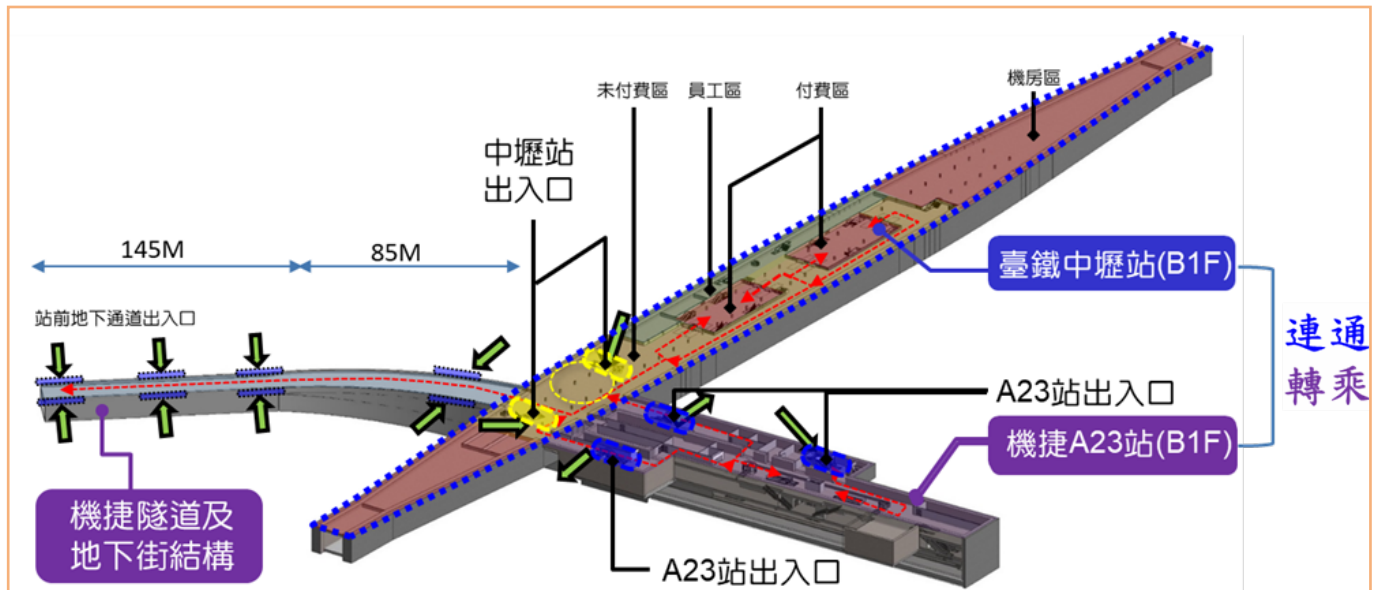 未付費區
員工區
付費區
機房區
中壢站
出入口
145M
85M
臺鐵中壢站(B1F)
站前地下通道出入口
連通
轉乘
A23站出入口
機捷A23站(B1F)
機捷隧道及
地下街結構
A23站出入口